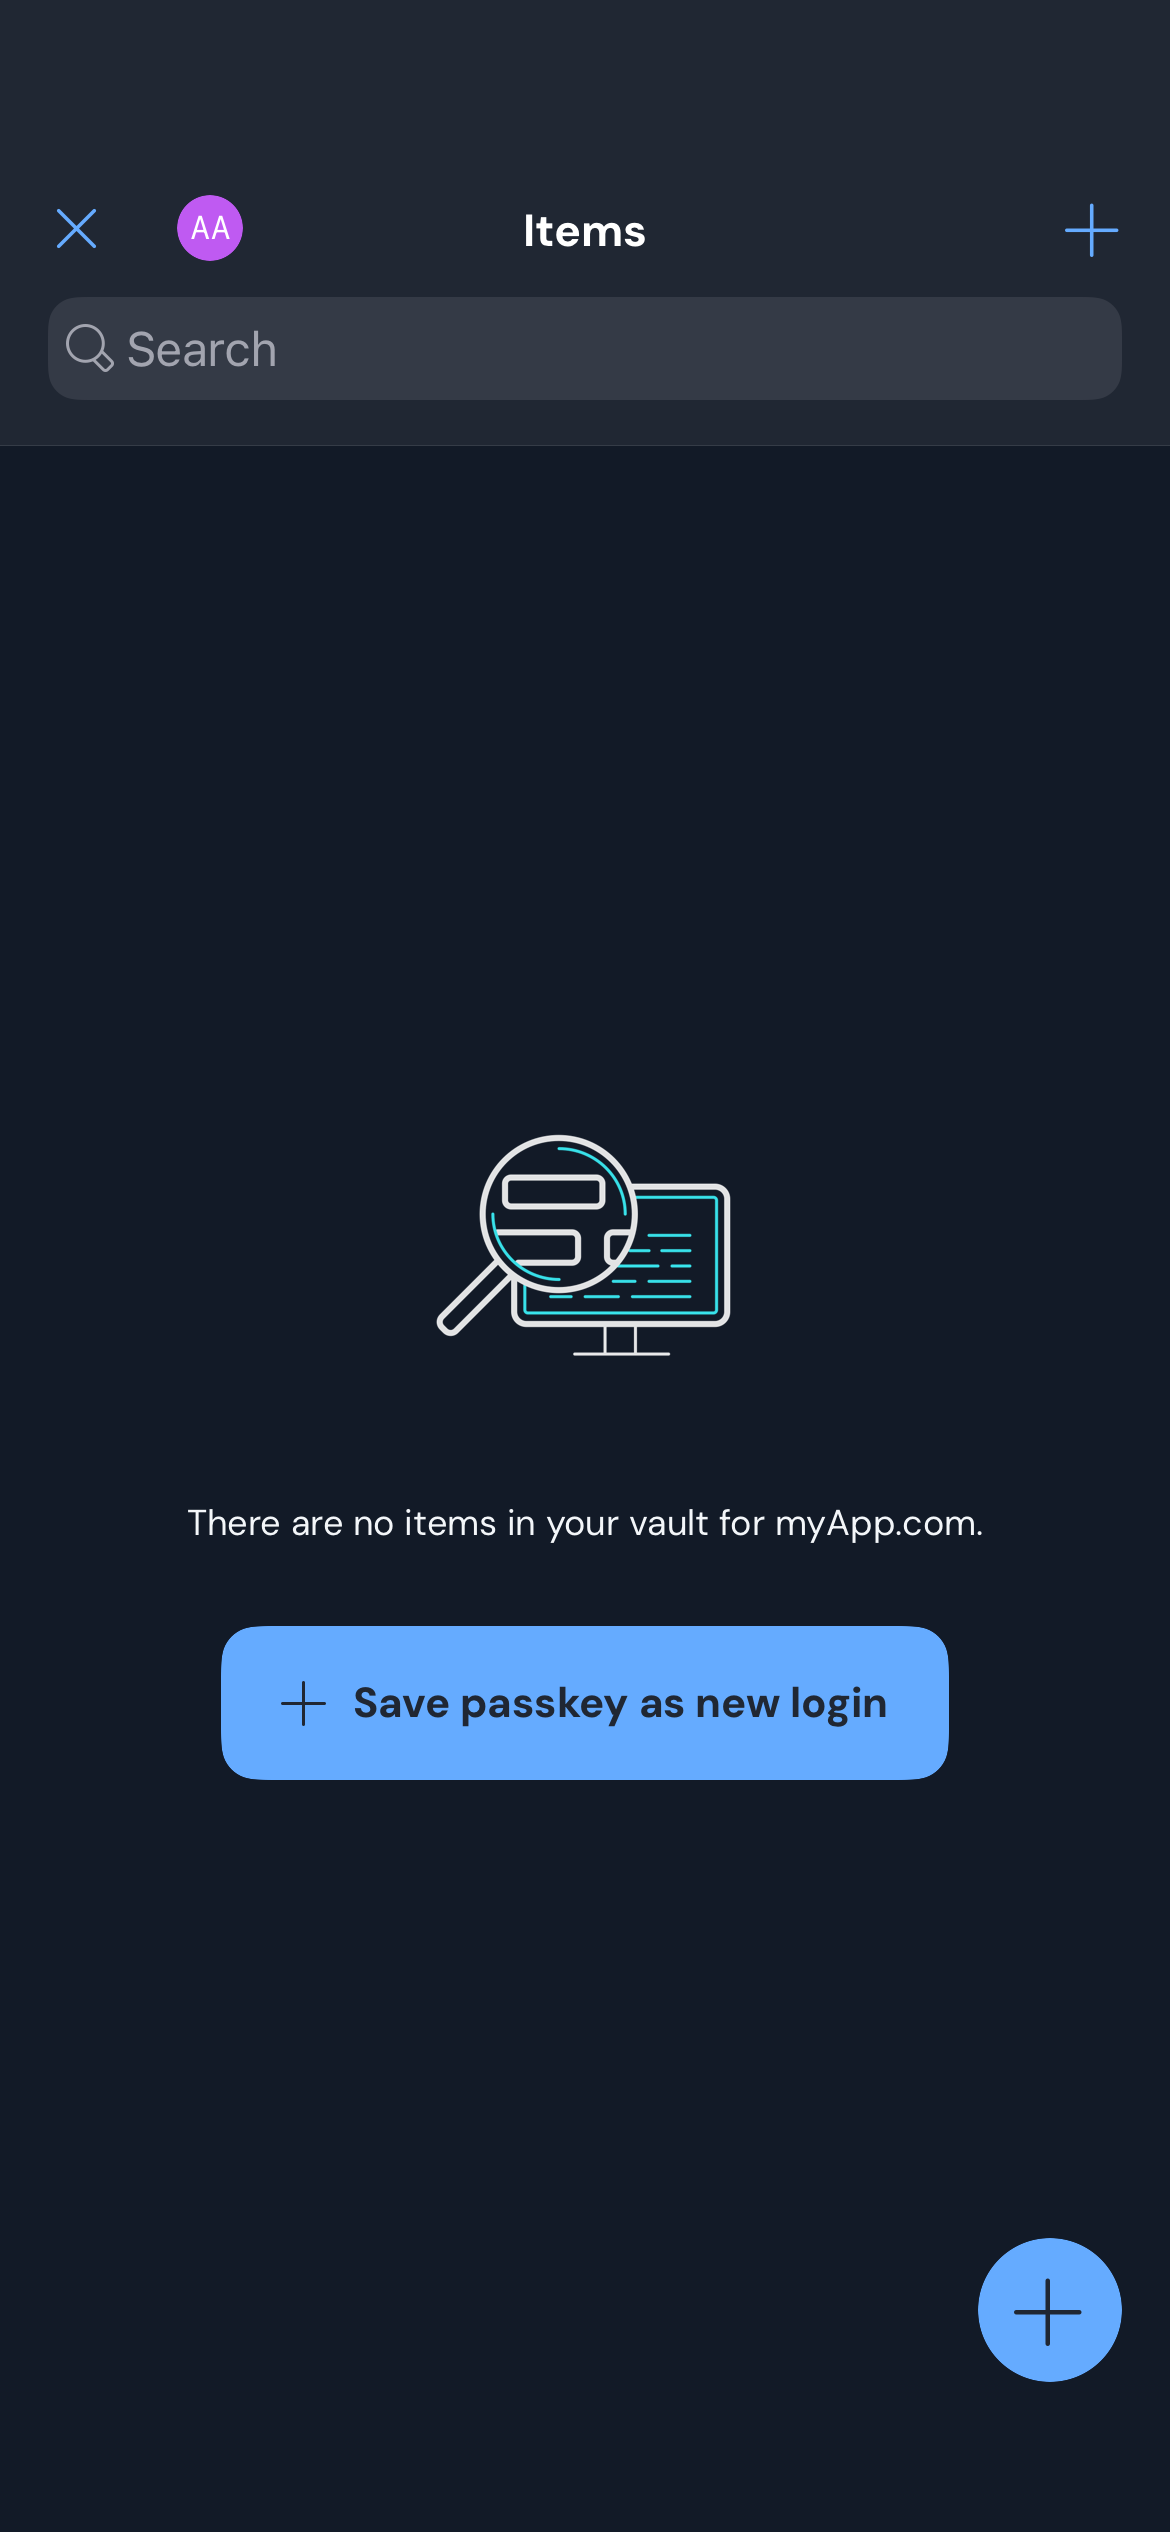 AA
Items
Search
There are no items in your vault for myApp.com.
Save passkey as new login